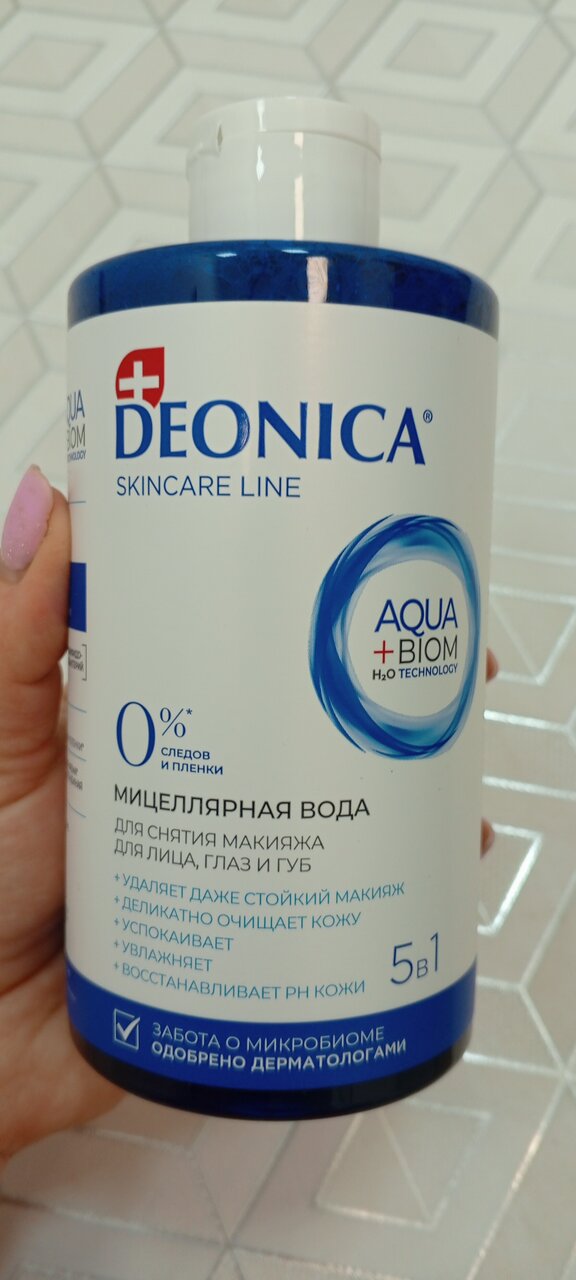 DEONICA®
SKINCARE LINE
AQUA
+BIOM
H₂O TECHNOLOGY
0%*
СЛЕДОВ
И ПЛЕНКИ
МИЦЕЛЛЯРНАЯ ВОДА
ДЛЯ СНЯТИЯ МАКИЯЖА
ДЛЯ ЛИЦА, ГЛАЗ И ГУБ
+УДАЛЯЕТ ДАЖЕ СТОЙКИЙ МАКИЯЖ
+ДЕЛИКАТНО ОЧИЩАЕТ КОЖУ
+УСПОКАИВАЕТ
+УВЛАЖНЯЕТ
+ВОССТАНАВЛИВАЕТ PH КОЖИ
5в1
ЗАБОТА О МИКРОБИОМЕ
ОДОБРЕНО ДЕРМАТОЛОГАМИ